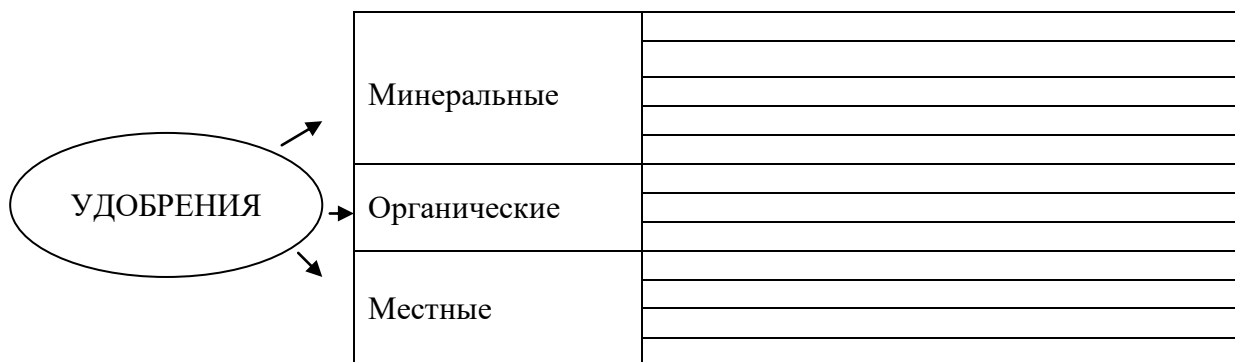 Минеральные
УДОБРЕНИЯ
Органические
Местные